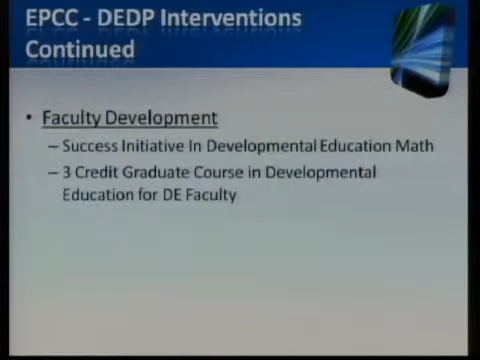 EPCC - DEDP Interventions
Continued
• Faculty Development
– Success Initiative In Developmental Education Math
– 3 Credit Graduate Course in Developmental
Education for DE Faculty